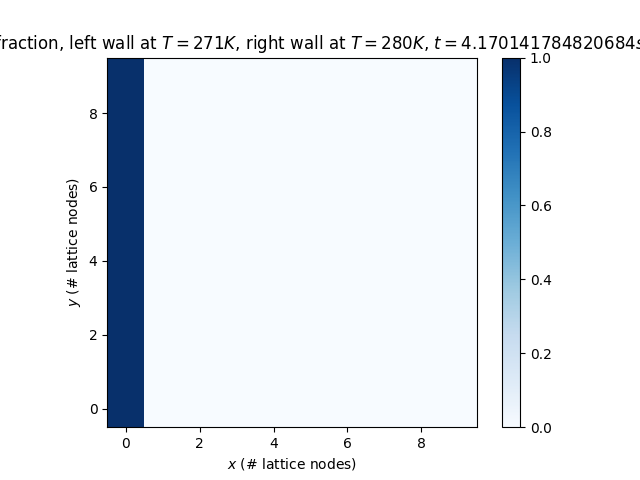 fraction, left wall at T = 271K, right wall at T = 280K, t = 4.170141784820684s
1.0
8
0.8
6
0.6
y (# lattice nodes)
4
0.4
2
0.2
0
0.0
0 2 4 6 8
x (# lattice nodes)